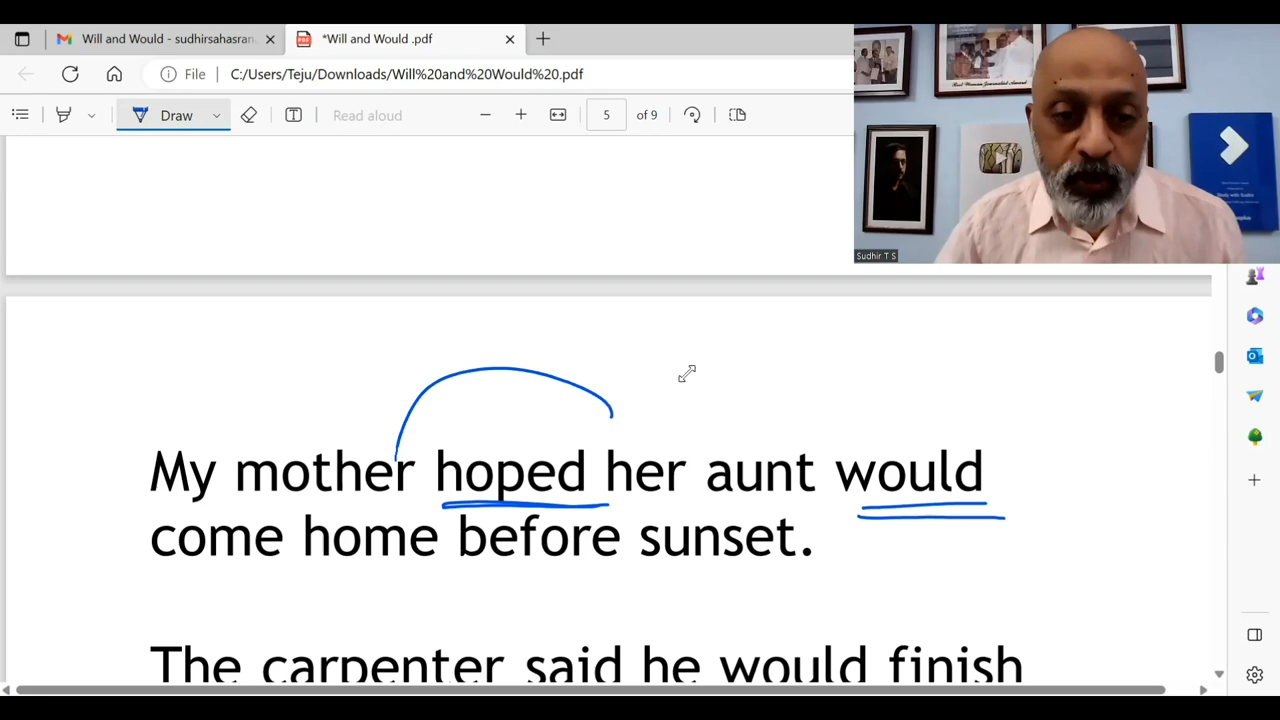 Will and Would - sudhirsahasran
*Will and Would .pdf
File
C:/Users/Teju/Downloads/Will%20and%20Would%20.pdf
Draw
Read aloud
5
of 9
Sudhir T S
My mother hoped her aunt would
come home before sunset.
The carpenter said he would finish